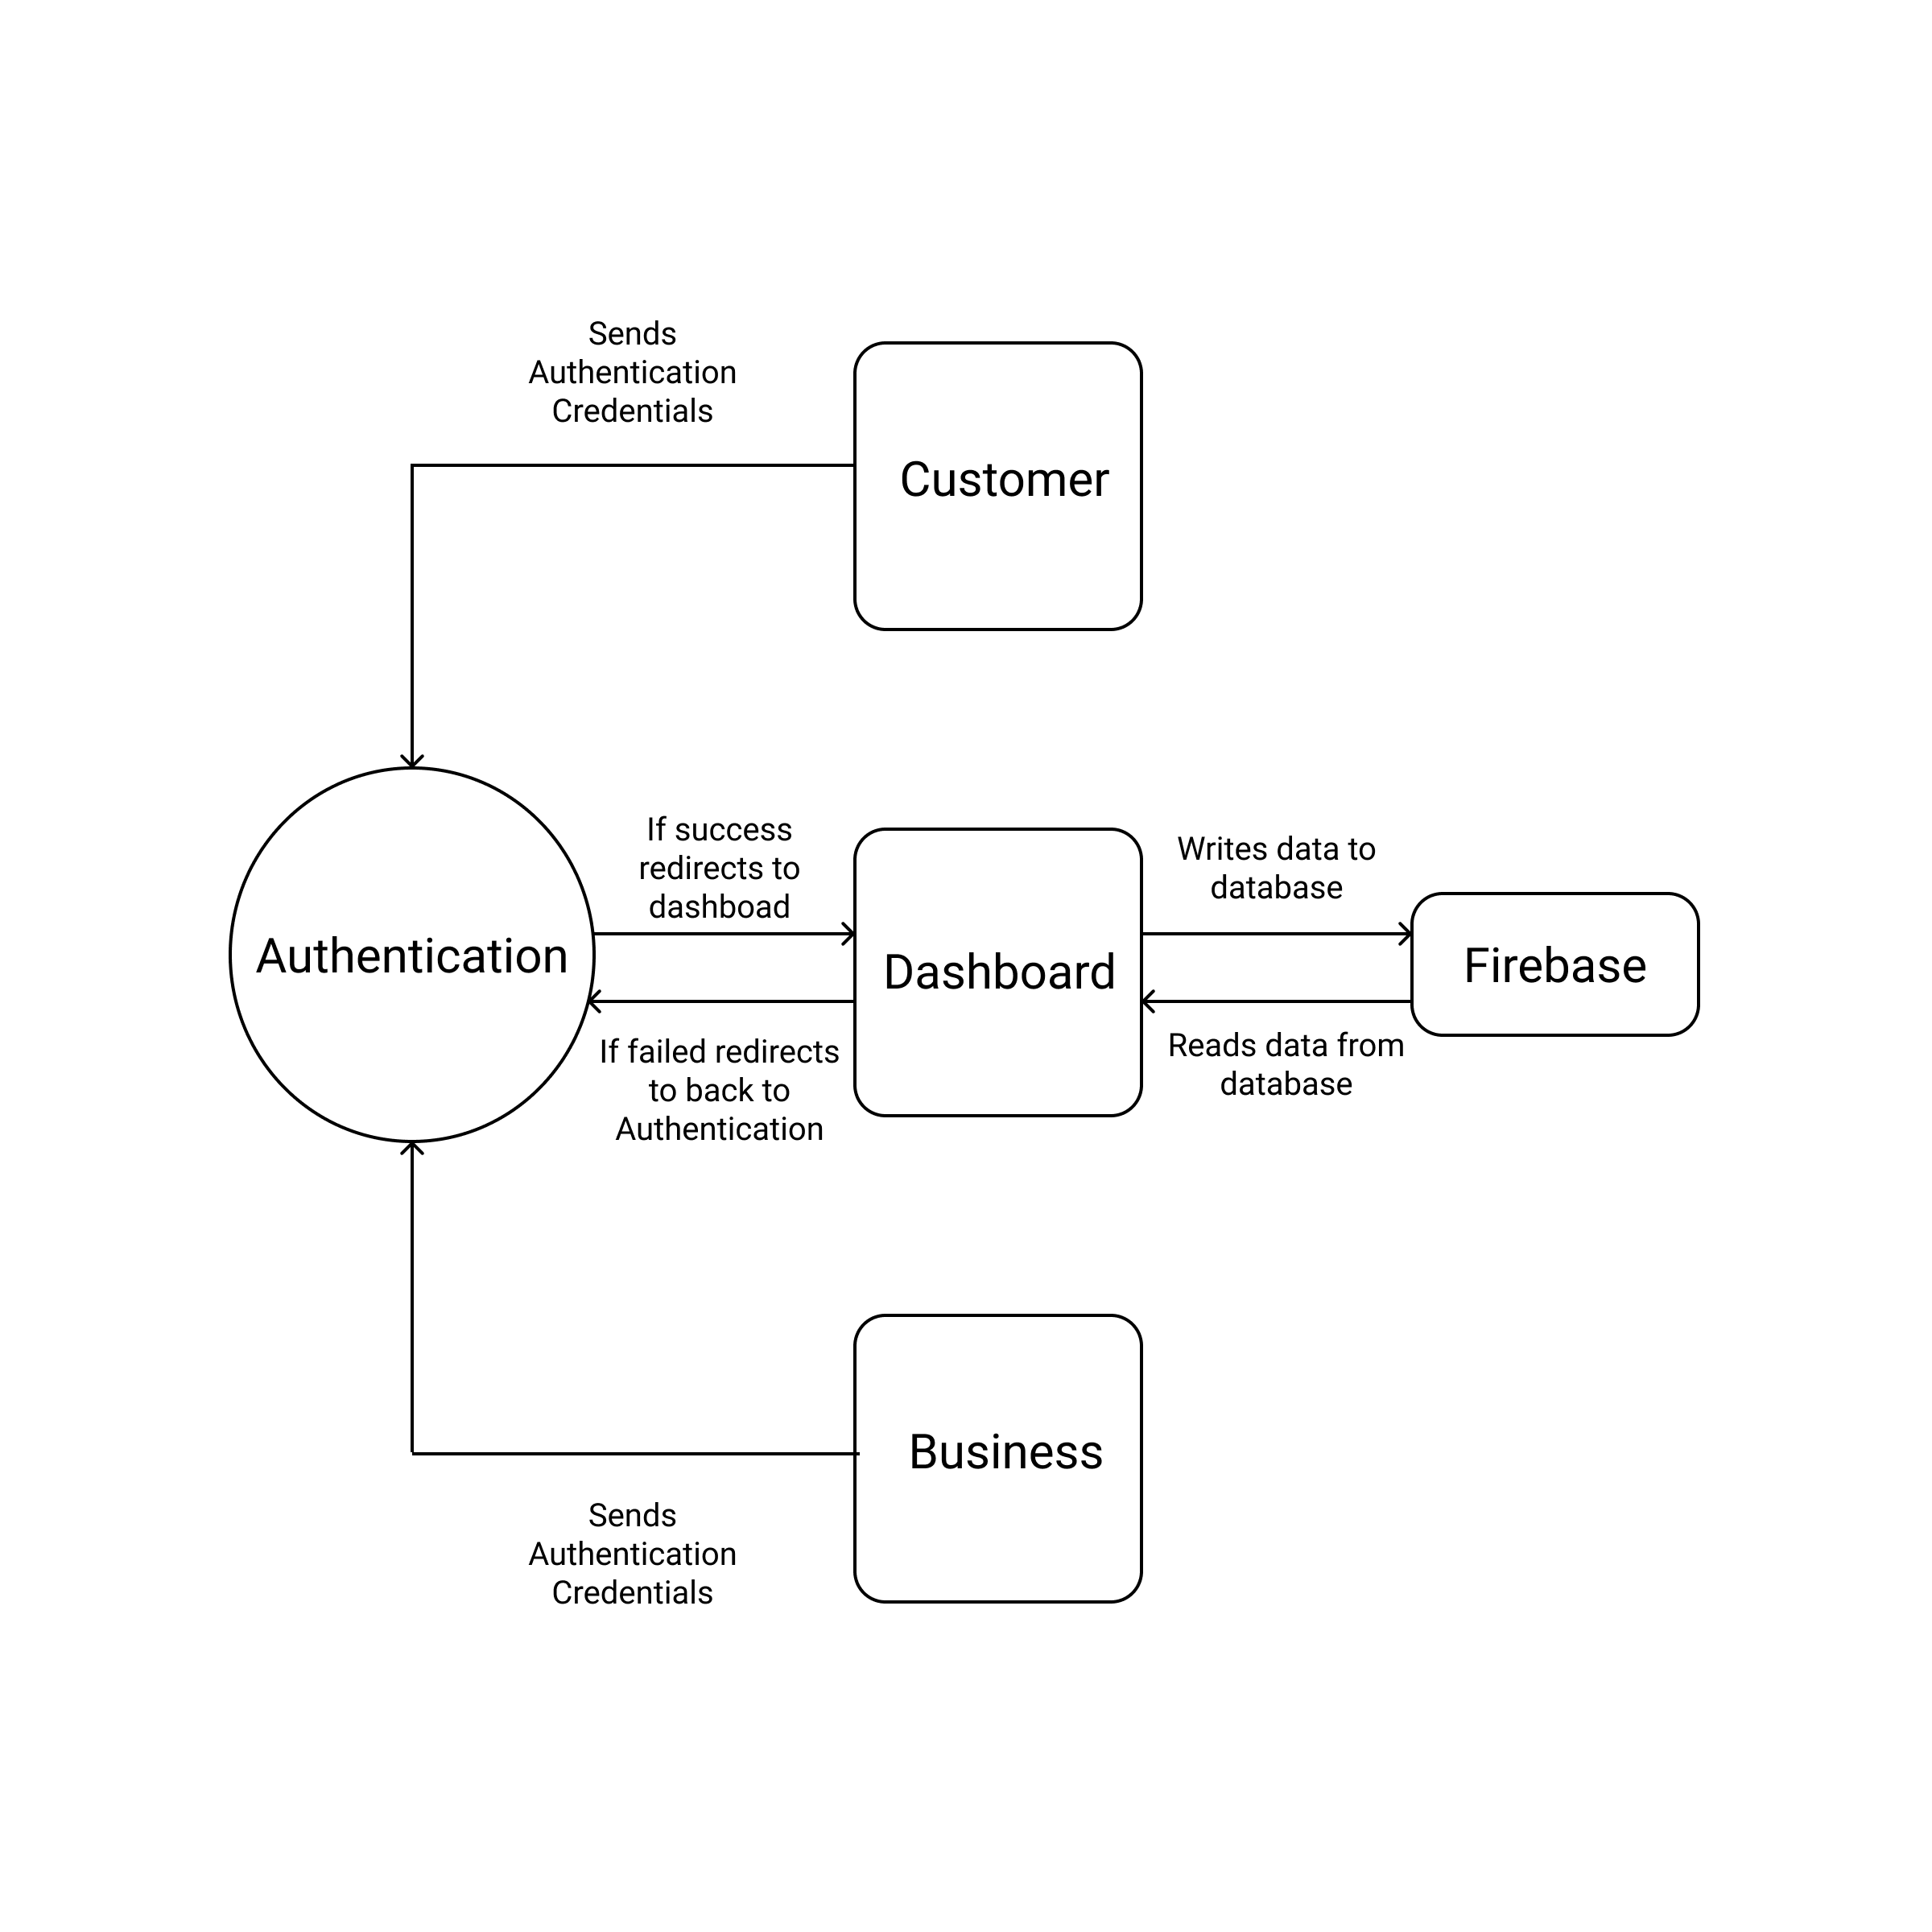 Sends
Authentication
Credentials
Customer
If success
redirects to
dashboad
Writes data to
database
Authentication
Dashboard
Firebase
If failed redirects
to back to
Authentication
Reads data from
database
Business
Sends
Authentication
Credentials